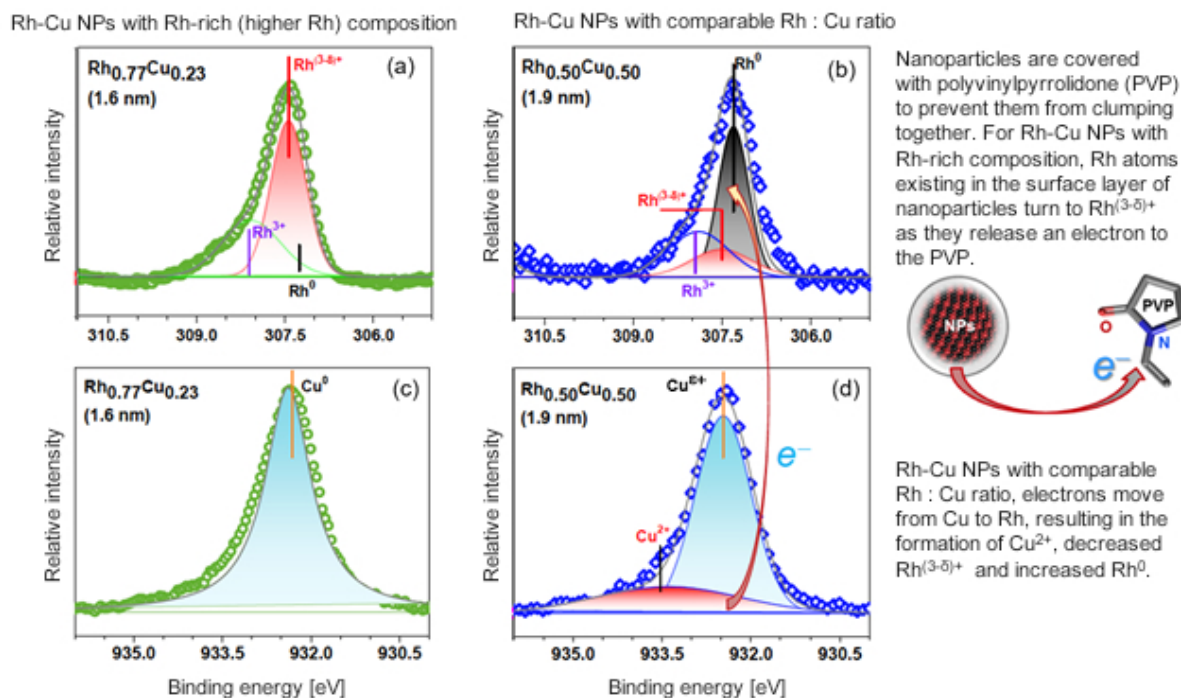 Rh-Cu NPs with Rh-rich (higher Rh) composition
Rh-Cu NPs with comparable Rh : Cu ratio
Rh0.77Cu0.23
(1.6 nm)
Rh(3-δ)+
(a)
Rh3+
Rh0
Relative intensity
310.5 309.0 307.5 306.0
Rh0.50Cu0.50
(1.9 nm)
Rh0
(b)
Rh(3-δ)+
Rh3+
Relative intensity
310.5 309.0 307.5 306.0
Nanoparticles are covered
with polyvinylpyrrolidone (PVP)
to prevent them from clumping
together. For Rh-Cu NPs with
Rh-rich composition, Rh atoms
existing in the surface layer of
nanoparticles turn to Rh(3-δ)+
as they release an electron to
the PVP.
NPs
PVP
O
N
e−
Rh0.77Cu0.23
(1.6 nm)
Cu0
(c)
Relative intensity
935.0 933.5 932.0 930.5
Binding energy [eV]
Rh0.50Cu0.50
(1.9 nm)
Cuε+
(d)
e−
Cu2+
Relative intensity
935.0 933.5 932.0 930.5
Binding energy [eV]
Rh-Cu NPs with comparable
Rh : Cu ratio, electrons move
from Cu to Rh, resulting in the
formation of Cu2+, decreased
Rh(3-δ)+ and increased Rh0.